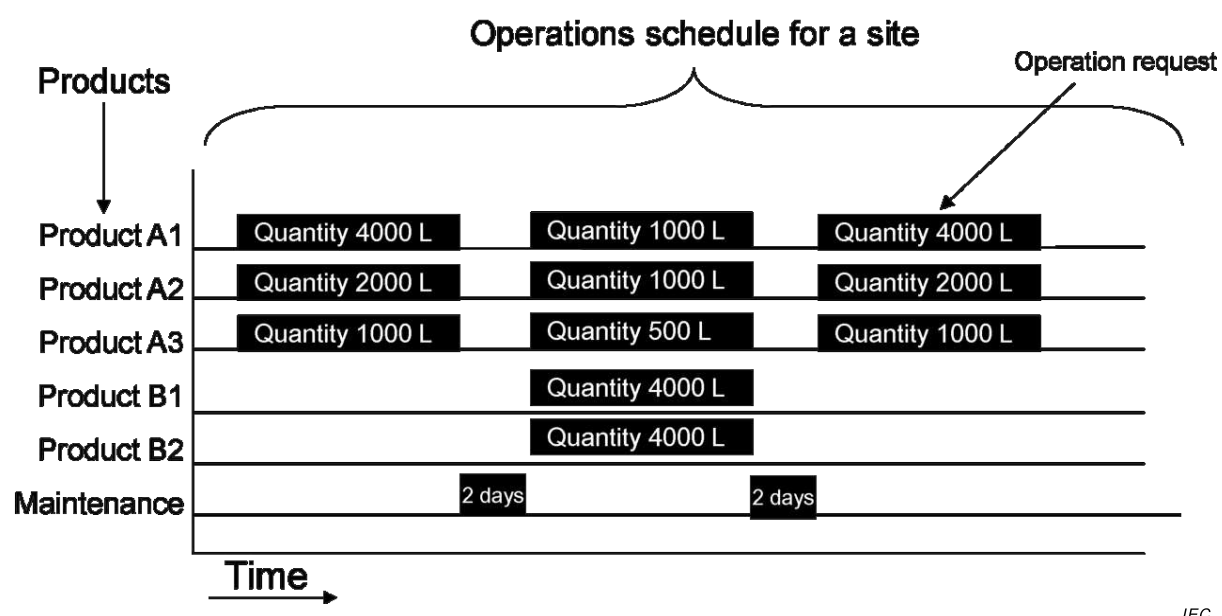 Operations schedule for a site
Operation request
Products
Product A1 Quantity 4000 L Quantity 1000 L Quantity 4000 L
Product A2 Quantity 2000 L Quantity 1000 L Quantity 2000 L
Product A3 Quantity 1000 L Quantity 500 L Quantity 1000 L
Product B1 Quantity 4000 L
Product B2 Quantity 4000 L
Maintenance 2 days 2 days
Time
IEC